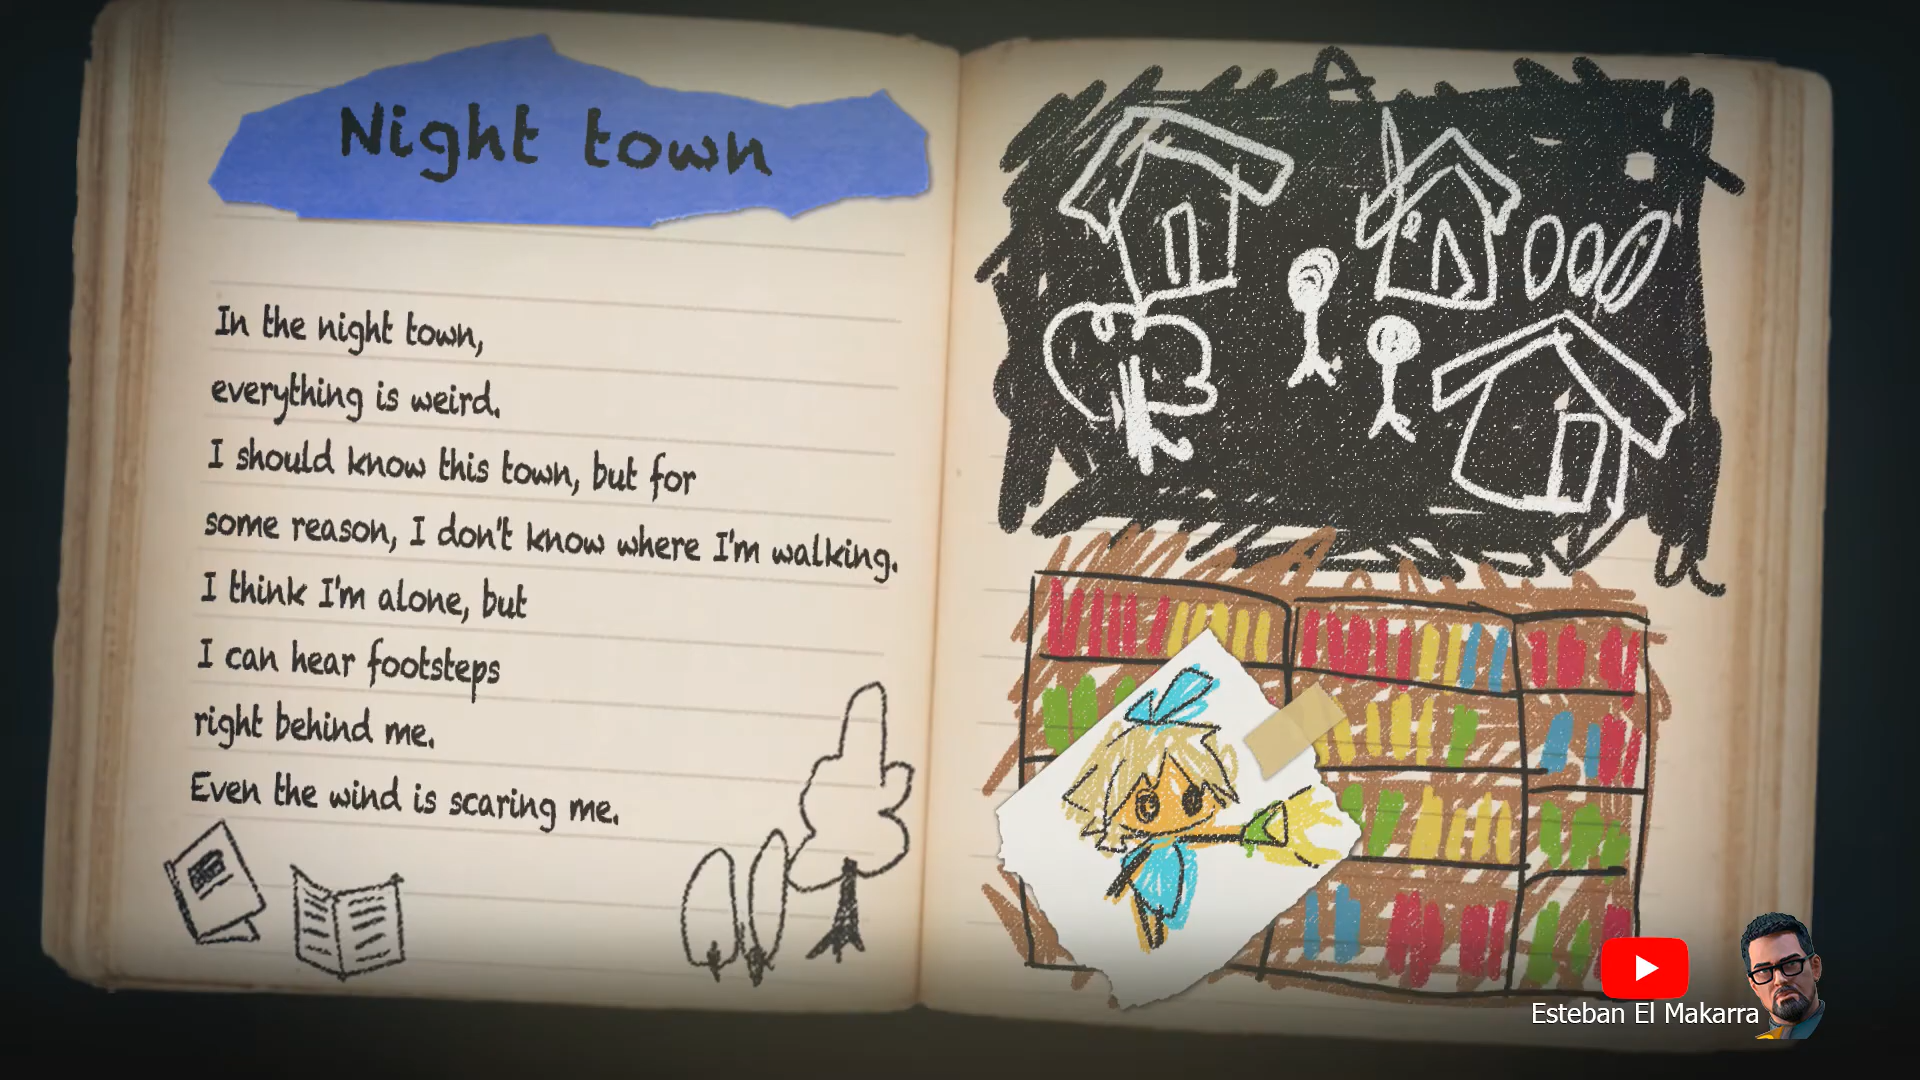 Night town
In the night town,
everything is weird.
I should know this town, but for
some reason, I don't know where I'm walking.
I think I'm alone, but
I can hear footsteps
right behind me.
Even the wind is scaring me.
Esteban El Makarra